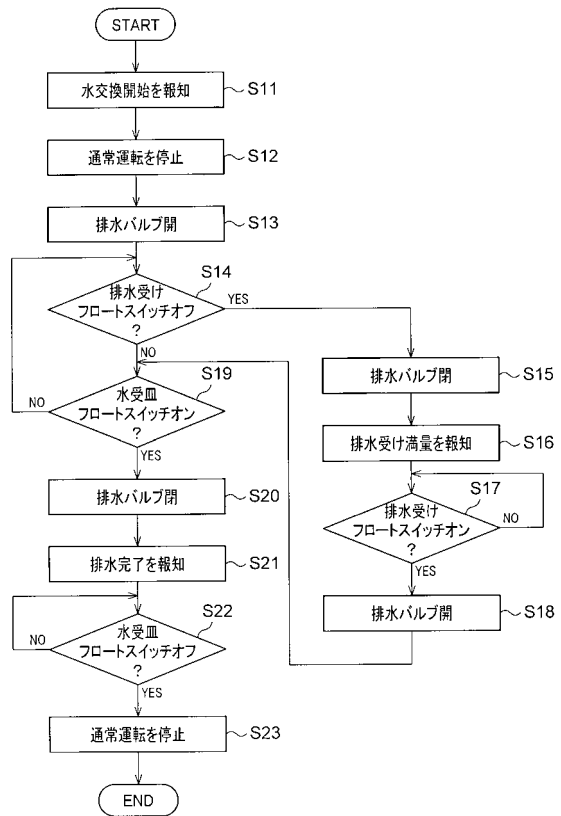 START
水交換開始を報知
S11
通常運転を停止
S12
排水バルブ開
S13
S14
排水受け
フロートスイッチオフ
?
YES
NO
S19
水受皿
フロートスイッチオン
?
NO
YES
排水バルブ閉
S20
排水完了を報知
S21
S22
水受皿
フロートスイッチオフ
?
NO
YES
通常運転を停止
S23
END
排水バルブ閉
S15
排水受け満量を報知
S16
S17
排水受け
フロートスイッチオン
?
NO
YES
排水バルブ開
S18